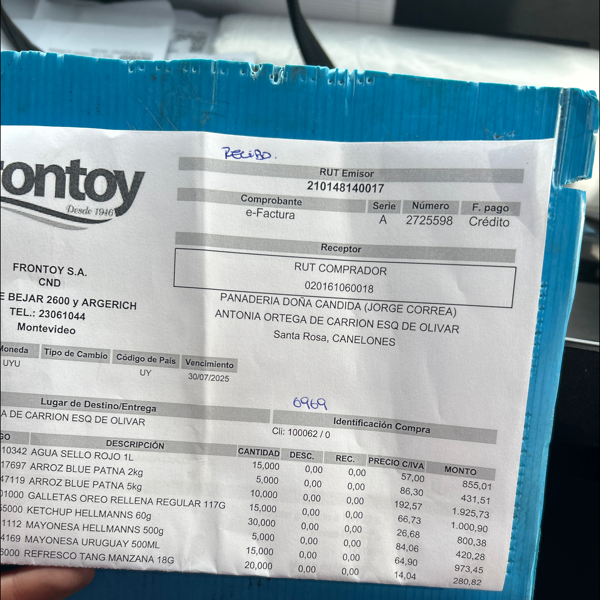 RECIBO.
rontoy
Desde 1946
RUT Emisor
210148140017
Comprobante Serie Número F. pago
e-Factura A 2725598 Crédito
Receptor
RUT COMPRADOR
020161060018
PANADERIA DOÑA CANDIDA (JORGE CORREA)
ANTONIA ORTEGA DE CARRION ESQ DE OLIVAR
Santa Rosa, CANELONES
FRONTOY S.A.
CND
E BEJAR 2600 y ARGERICH
TEL.: 23061044
Montevideo
Moneda Tipo de Cambio Código de País Vencimiento
UYU UY 30/07/2025
6969
Lugar de Destino/Entrega
Identificación Compra
A DE CARRION ESQ DE OLIVAR
Cli: 100062 / 0
GO DESCRIPCIÓN CANTIDAD DESC. REC. PRECIO C/IVA MONTO
10342 AGUA SELLO ROJO 1L 15,000 0,00 0,00 57,00 855,01
17697 ARROZ BLUE PATNA 2kg 5,000 0,00 0,00 86,30 431,51
47119 ARROZ BLUE PATNA 5kg 10,000 0,00 0,00 192,57 1.925,73
01000 GALLETAS OREO RELLENA REGULAR 117G 15,000 0,00 0,00 66,73 1.000,90
55000 KETCHUP HELLMANNS 60g 30,000 0,00 0,00 26,68 800,38
1112 MAYONESA HELLMANNS 500g 5,000 0,00 0,00 84,06 420,28
4169 MAYONESA URUGUAY 500ML 15,000 0,00 0,00 64,90 973,45
6000 REFRESCO TANG MANZANA 18G 20,000 0,00 0,00 14,04 280,82